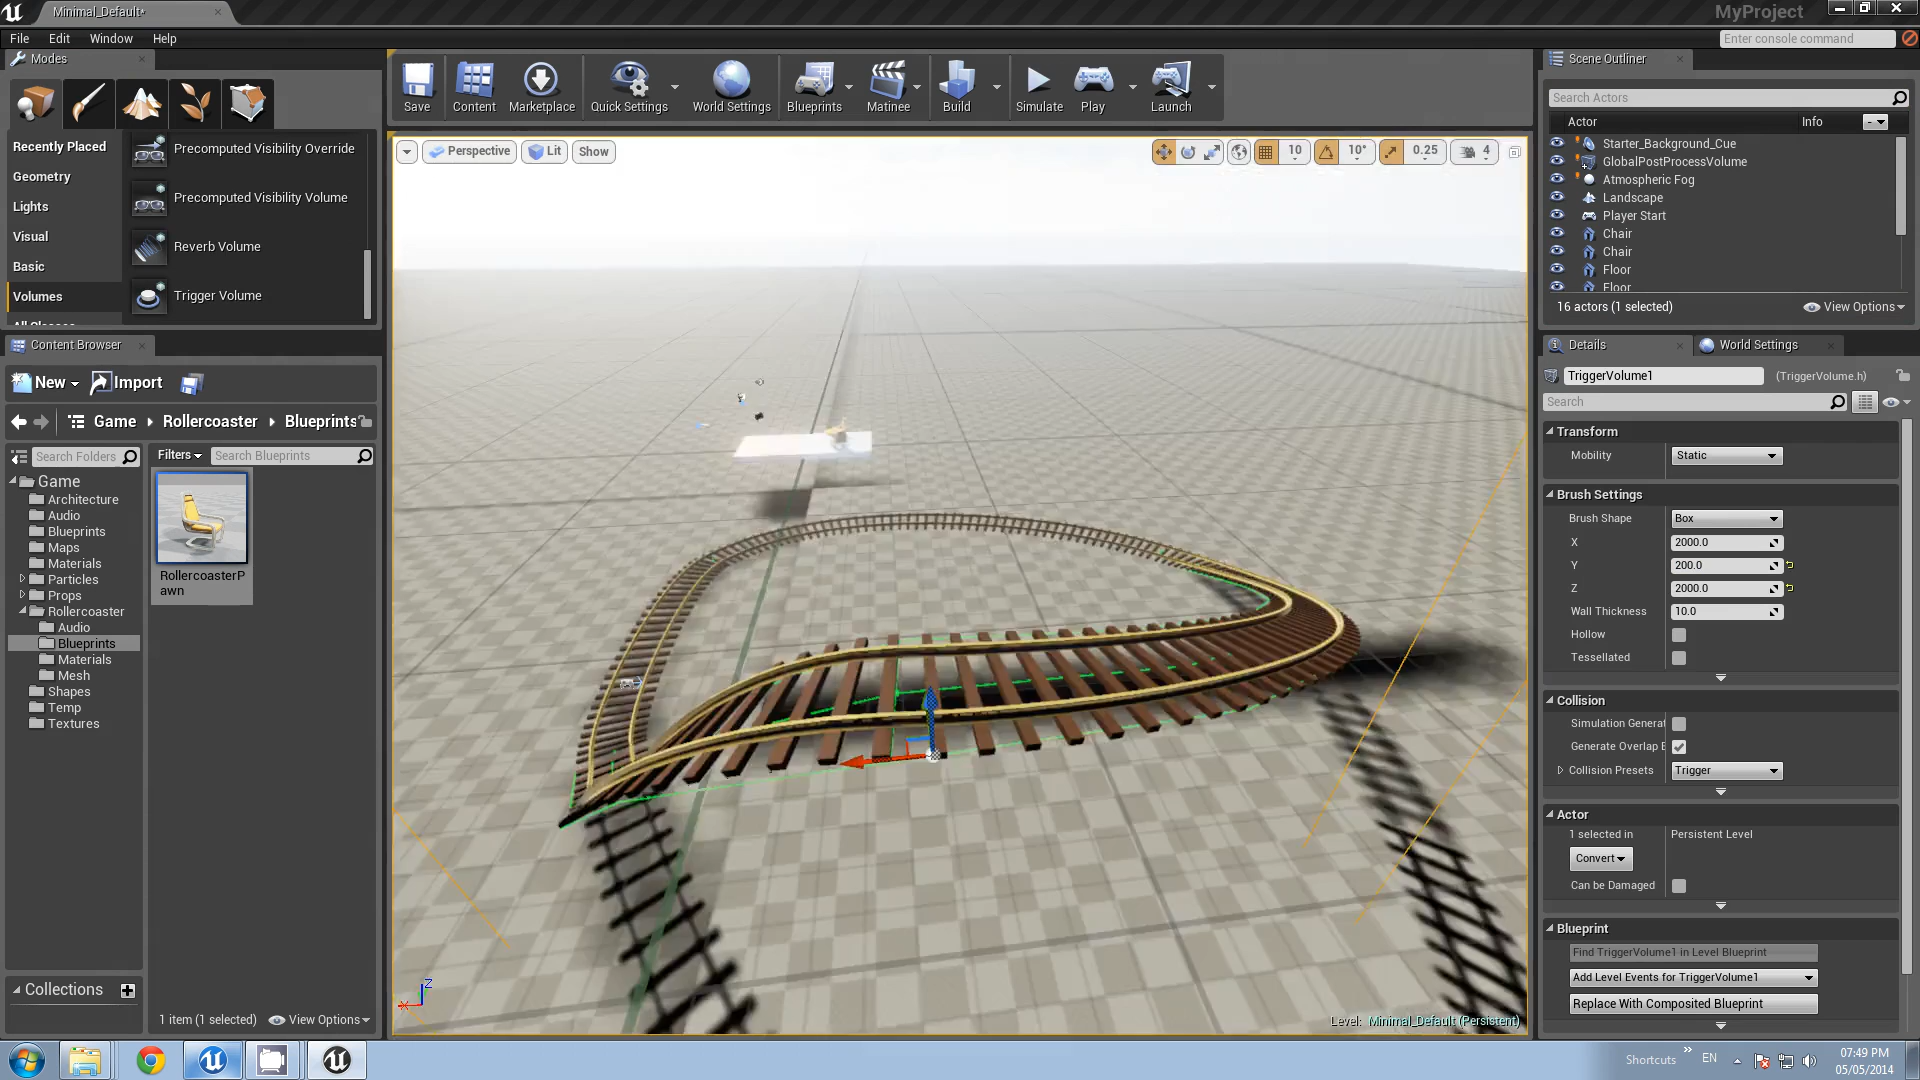 Minimal_Default*
MyProject
File Edit Window Help
Enter console command
Modes
Save
Content
Marketplace
Quick Settings
World Settings
Blueprints
Matinee
Build
Simulate
Play
Launch
Scene Outliner
Search Actors
Actor Info
Starter_Background_Cue
GlobalPostProcessVolume
Atmospheric Fog
Landscape
Player Start
Chair
Chair
Floor
Floor
16 actors (1 selected)
View Options
Recently Placed
Geometry
Lights
Visual
Basic
Volumes
All Classes
Precomputed Visibility Override
Precomputed Visibility Volume
Reverb Volume
Trigger Volume
Perspective
Lit
Show
10
10°
0.25
4
Content Browser
New
Import
Game Rollercoaster Blueprints
Search Folders
Filters
Search Blueprints
Game
Architecture
Audio
Blueprints
Maps
Materials
Particles
Props
Rollercoaster
Audio
Blueprints
Materials
Mesh
Shapes
Temp
Textures
RollercoasterP
awn
Collections
1 item (1 selected)
View Options
Z
X
Level: Minimal_Default (Persistent)
Details
World Settings
TriggerVolume1
(TriggerVolume.h)
Search
Transform
Mobility Static
Brush Settings
Brush Shape Box
X 2000.0
Y 200.0
Z 2000.0
Wall Thickness 10.0
Hollow
Tessellated
Collision
Simulation Generat
Generate Overlap E
Collision Presets Trigger
Actor
1 selected in Persistent Level
Convert
Can be Damaged
Blueprint
Find TriggerVolume1 in Level Blueprint
Add Level Events for TriggerVolume1
Replace With Composited Blueprint
Shortcuts
EN
07:49 PM
05/05/2014